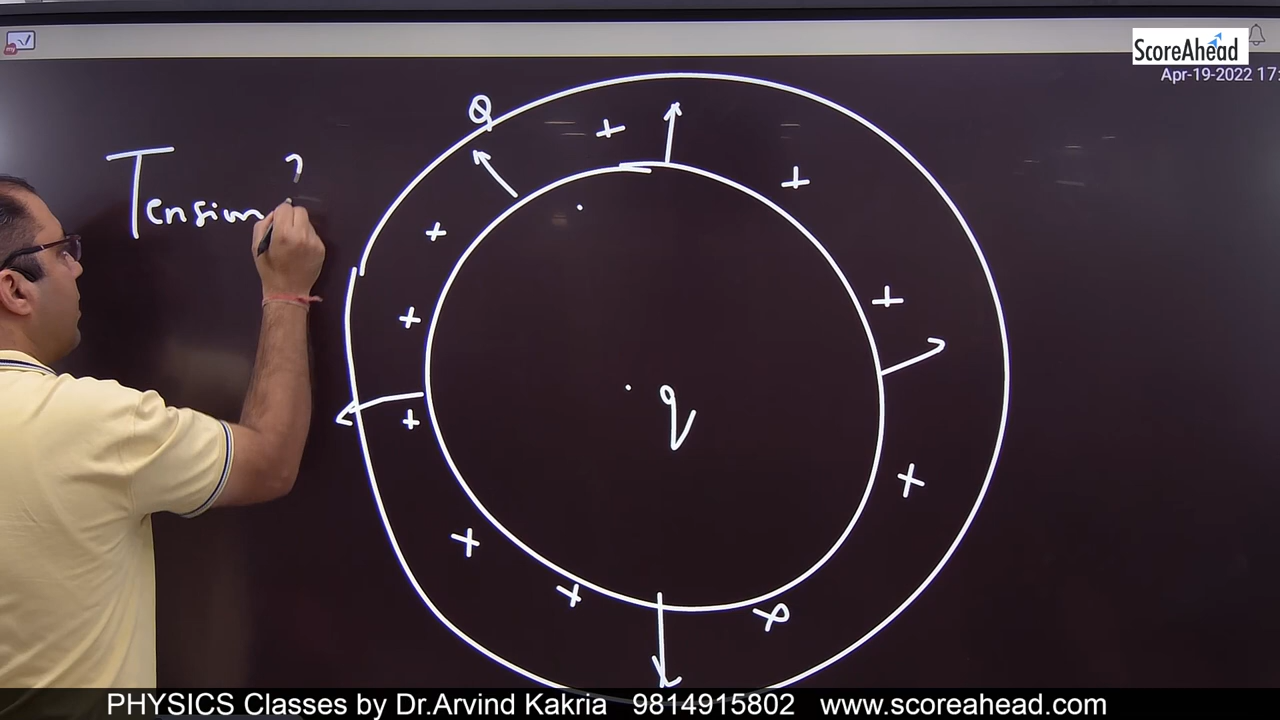 ScoreAhead
Apr-19-2022 17:
Q
Tension?
q
PHYSICS Classes by Dr.Arvind Kakria 9814915802 www.scoreahead.com